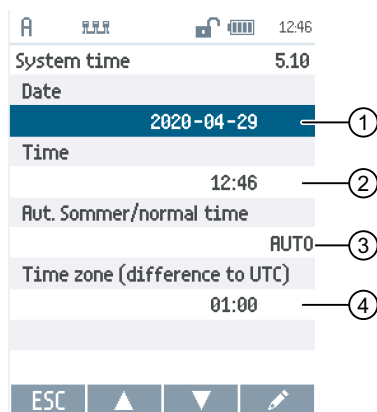 A 12:46
System time 5.10
Date
2020-04-29 1
Time
12:46 2
Aut. Sommer/normal time
AUTO 3
Time zone (difference to UTC)
01:00 4
ESC